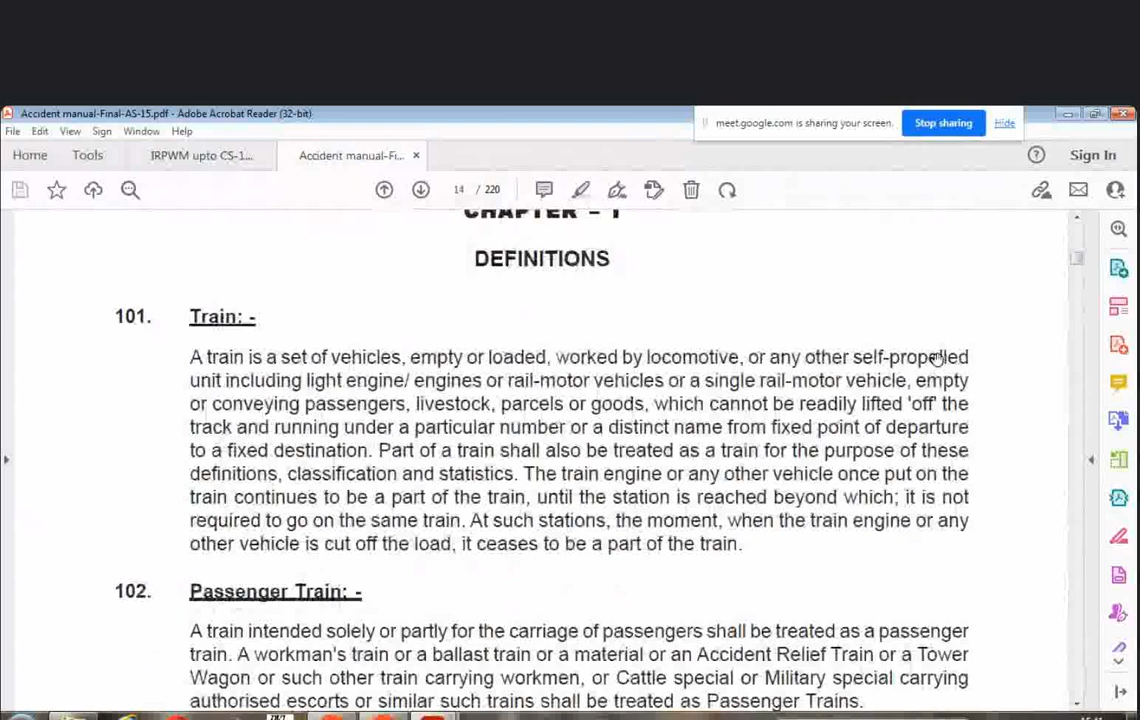 Accident manual-Final-AS-15.pdf - Adobe Acrobat Reader (32-bit)
meet.google.com is sharing your screen. Stop sharing Hide
File Edit View Sign Window Help
Home Tools IRPWM upto CS-1... Accident manual-Fi... × Sign In
14 / 220
CHAPTER – 1
DEFINITIONS
101. Train: -
A train is a set of vehicles, empty or loaded, worked by locomotive, or any other self-propelled
unit including light engine/ engines or rail-motor vehicles or a single rail-motor vehicle, empty
or conveying passengers, livestock, parcels or goods, which cannot be readily lifted 'off' the
track and running under a particular number or a distinct name from fixed point of departure
to a fixed destination. Part of a train shall also be treated as a train for the purpose of these
definitions, classification and statistics. The train engine or any other vehicle once put on the
train continues to be a part of the train, until the station is reached beyond which; it is not
required to go on the same train. At such stations, the moment, when the train engine or any
other vehicle is cut off the load, it ceases to be a part of the train.
102. Passenger Train: -
A train intended solely or partly for the carriage of passengers shall be treated as a passenger
train. A workman's train or a ballast train or a material or an Accident Relief Train or a Tower
Wagon or such other train carrying workmen, or Cattle special or Military special carrying
authorised escorts or similar such trains shall be treated as Passenger Trains.